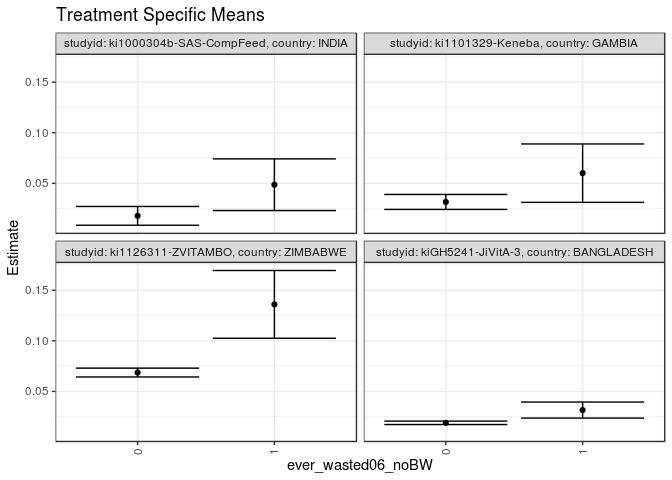 Treatment Specific Means
studyid: ki1000304b-SAS-CompFeed, country: INDIA
studyid: ki1101329-Keneba, country: GAMBIA
0.15
0.10
0.05
studyid: ki1126311-ZVITAMBO, country: ZIMBABWE
studyid: kiGH5241-JiVitA-3, country: BANGLADESH
0.15
0.10
0.05
Estimate
0
1
0
1
ever_wasted06_noBW